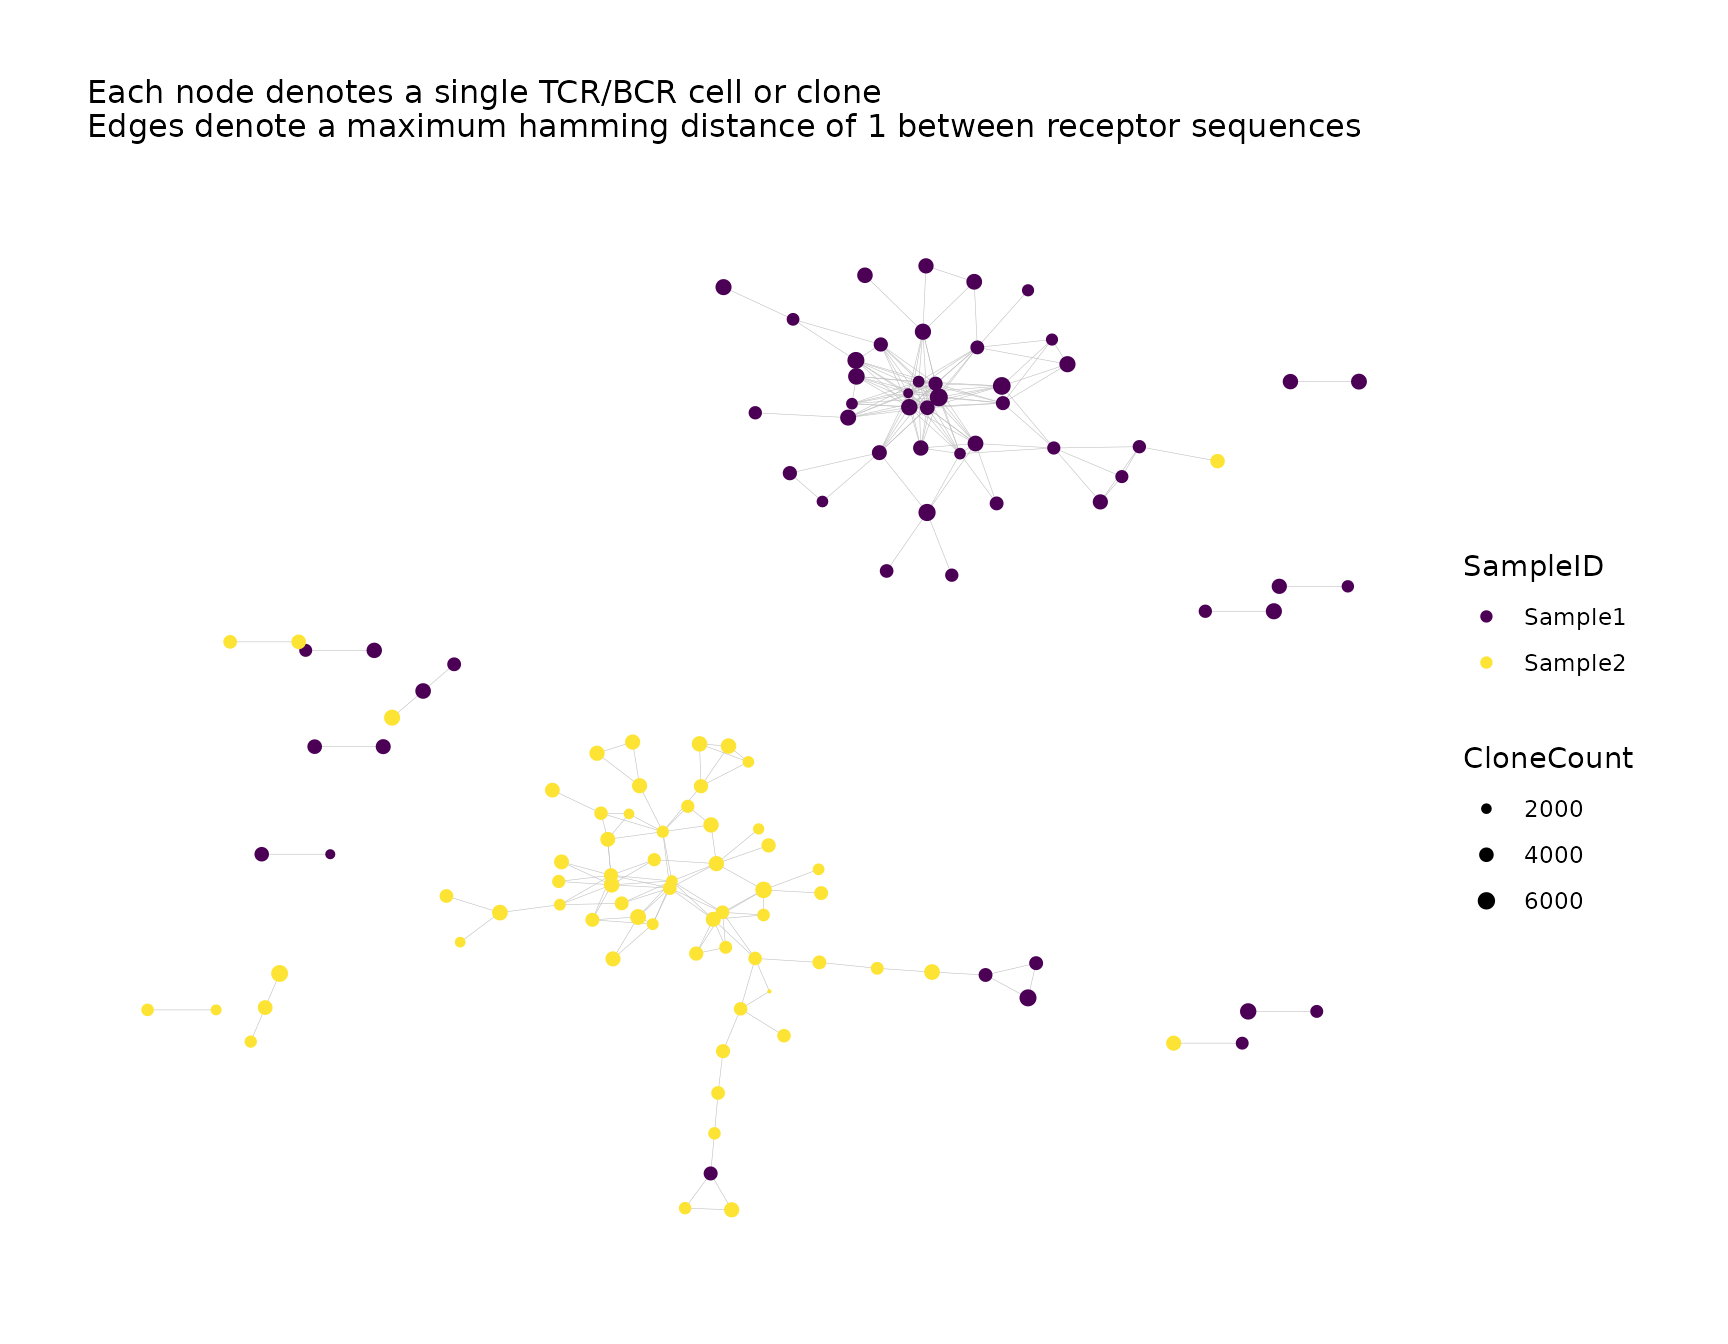 Each node denotes a single TCR/BCR cell or clone
Edges denote a maximum hamming distance of 1 between receptor sequences
SampleID
Sample1
Sample2
CloneCount
2000
4000
6000